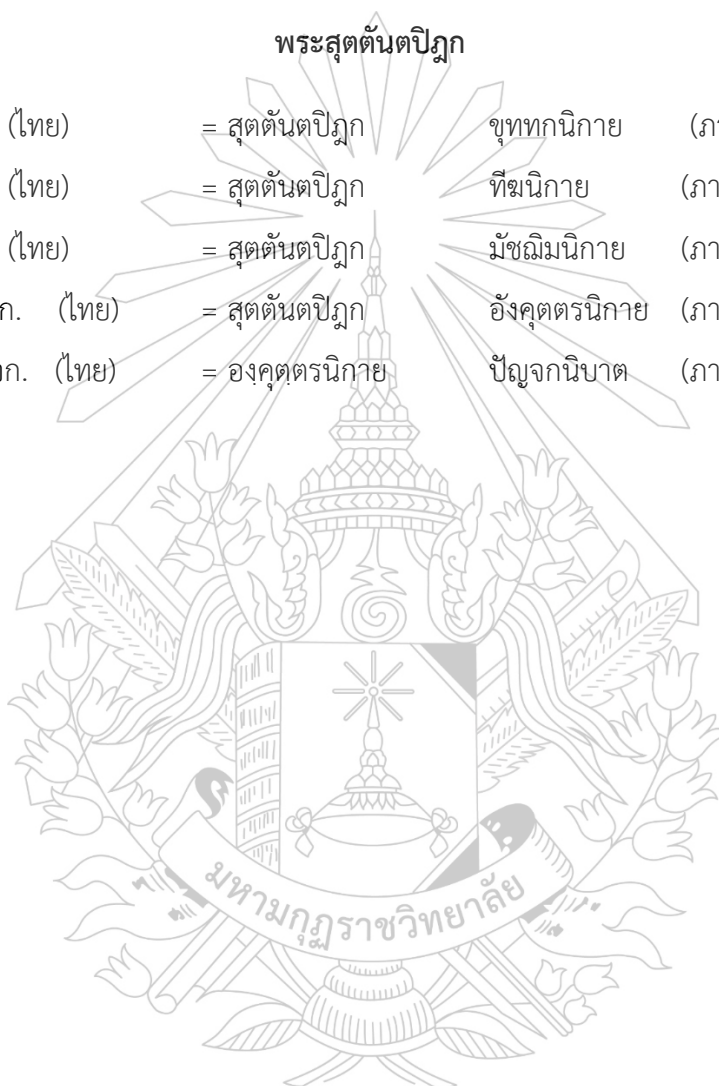 พระสุตตันตปิฎก
(ไทย) = สุตตันตปิฎก ขุททกนิกาย
(ไทย) = สุตตันตปิฎก ทีฆนิกาย
(ไทย) = สุตตันตปิฎก มัชฌิมนิกาย
(ไทย) = สุตตันตปิฎก อังคุตตรนิกาย
(ไทย) = องฺคุตฺตรนิกาย ปัญจกนิบาต
มหามกุฏราชวิทยาลัย